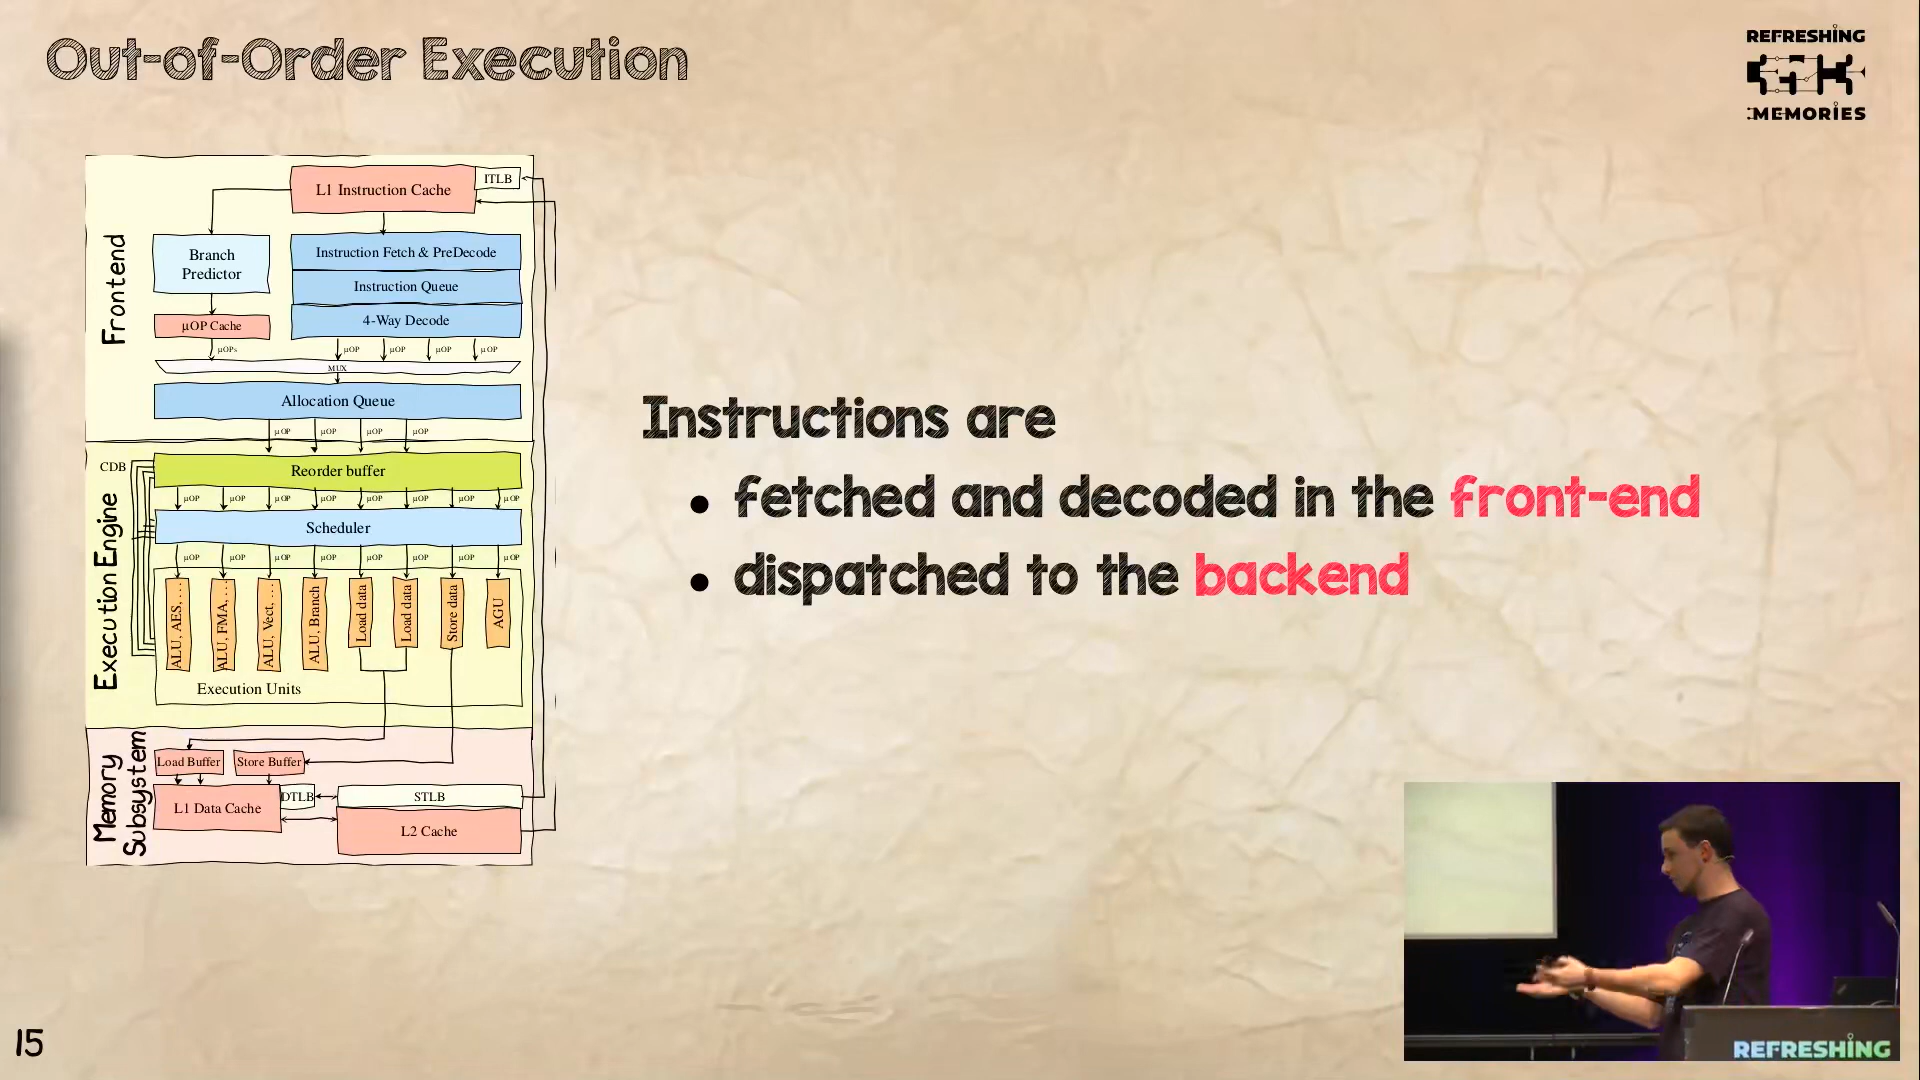 Out-of-Order Execution
REFRESHING
35C3
MEMORIES
Frontend
L1 Instruction Cache
ITLB
Branch
Predictor
Instruction Fetch & PreDecode
Instruction Queue
µOP Cache
4-Way Decode
µOPs
µOP µOP µOP µOP
MUX
Allocation Queue
µOP µOP µOP µOP
Execution Engine
CDB
Reorder buffer
µOP µOP µOP µOP µOP µOP µOP µOP
Scheduler
µOP µOP µOP µOP µOP µOP µOP µOP
ALU, AES, …
ALU, FMA, …
ALU, Vect, …
ALU, Branch
Load data
Load data
Store data
AGU
Execution Units
Memory
Subsystem
Load Buffer
Store Buffer
L1 Data Cache
DTLB
STLB
L2 Cache
Instructions are
• fetched and decoded in the front-end
• dispatched to the backend
15
REFRESHING